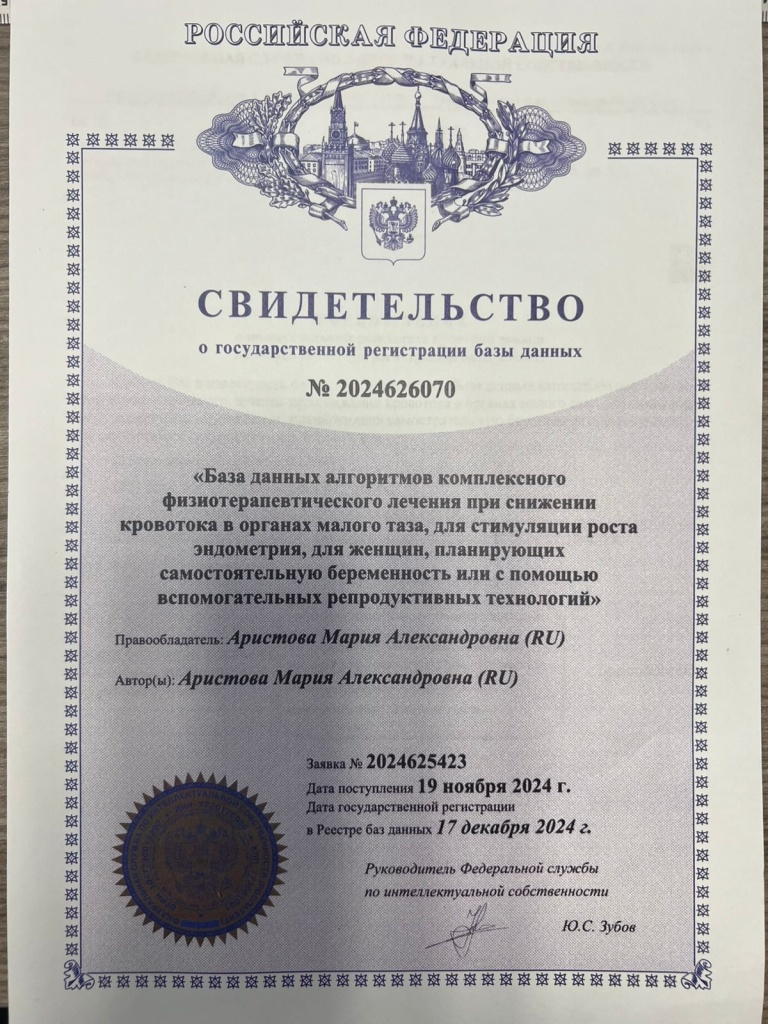 РОССИЙСКАЯ ФЕДЕРАЦИЯ
СВИДЕТЕЛЬСТВО
о государственной регистрации базы данных
№ 2024626070
«База данных алгоритмов комплексного
физиотерапевтического лечения при снижении
кровотока в органах малого таза, для стимуляции роста
эндометрия, для женщин, планирующих
самостоятельную беременность или с помощью
вспомогательных репродуктивных технологий»
Правообладатель: Аристова Мария Александровна (RU)
Автор(ы): Аристова Мария Александровна (RU)
Заявка № 2024625423
Дата поступления 19 ноября 2024 г.
Дата государственной регистрации
в Реестре баз данных 17 декабря 2024 г.
Руководитель Федеральной службы
по интеллектуальной собственности
Ю.С. Зубов